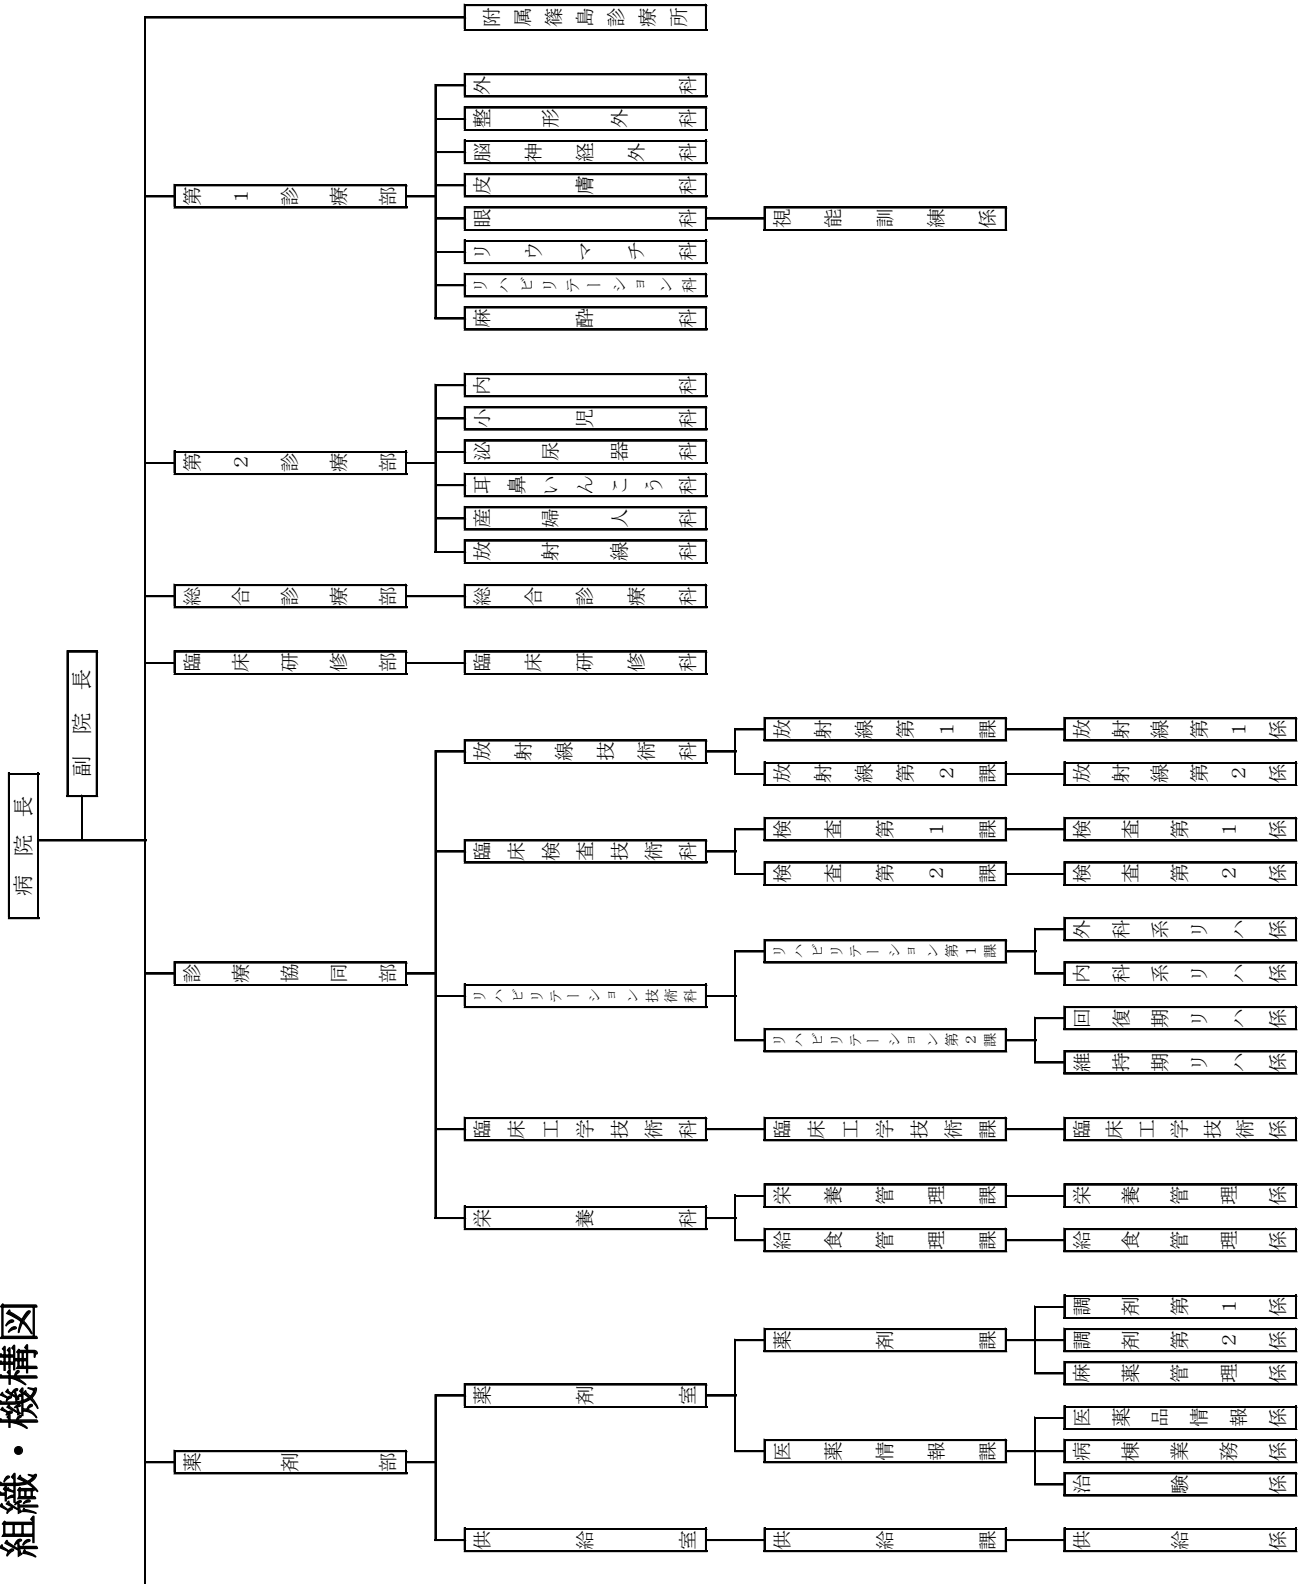 組織・機構図
病院長
副院長
附属篠島診療所
第1診療部
外科
整形外科
脳神経外科
皮膚科
眼科
視能訓練係
リウマチ科
リハビリテーション科
麻酔科
第2診療部
内科
小児科
泌尿器科
耳鼻いんこう科
産婦人科
放射線科
総合診療部
総合診療科
臨床研修部
臨床研修科
診療協同部
放射線技術科
放射線第1課
放射線第1係
放射線第2課
放射線第2係
臨床検査技術科
検査第1課
検査第1係
検査第2課
検査第2係
リハビリテーション技術科
リハビリテーション第1課
外科系リハ係
内科系リハ係
リハビリテーション第2課
回復期リハ係
維持期リハ係
臨床工学技術科
臨床工学技術課
臨床工学技術係
栄養科
栄養管理課
栄養管理係
給食管理課
給食管理係
薬剤部
薬剤室
薬剤課
調剤第1係
調剤第2係
麻薬管理係
医薬情報課
医薬品情報係
病棟業務係
治験係
供給室
供給課
供給係